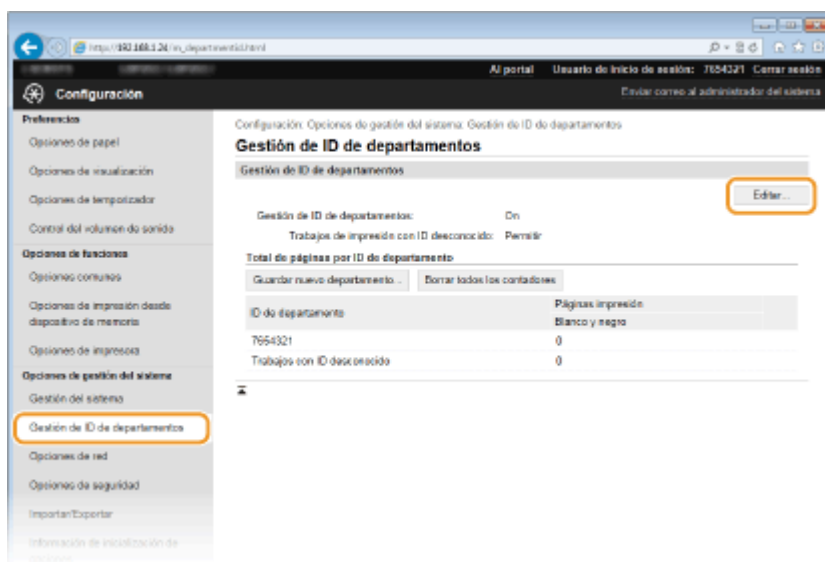 http://192.168.1.24/m_departmentid.html
Al portal Usuario de inicio de sesión: 7654321 Cerrar sesión
Configuración
Enviar correo al administrador del sistema
Preferencias
Opciones de papel
Opciones de visualización
Opciones de temporizador
Control del volumen de sonido
Opciones de funciones
Opciones comunes
Opciones de impresión desde
dispositivo de memoria
Opciones de impresora
Opciones de gestión del sistema
Gestión del sistema
Gestión de ID de departamentos
Opciones de red
Opciones de seguridad
Importar/Exportar
Información de inicialización de
Configuración: Opciones de gestión del sistema: Gestión de ID de departamentos
Gestión de ID de departamentos
Gestión de ID de departamentos
Editar...
Gestión de ID de departamentos: On
Trabajos de impresión con ID desconocido: Permitir
Total de páginas por ID de departamento
Guardar nuevo departamento... Borrar todos los contadores
ID de departamento
Páginas impresión
Blanco y negro
7654321 0
Trabajos con ID desconocido 0